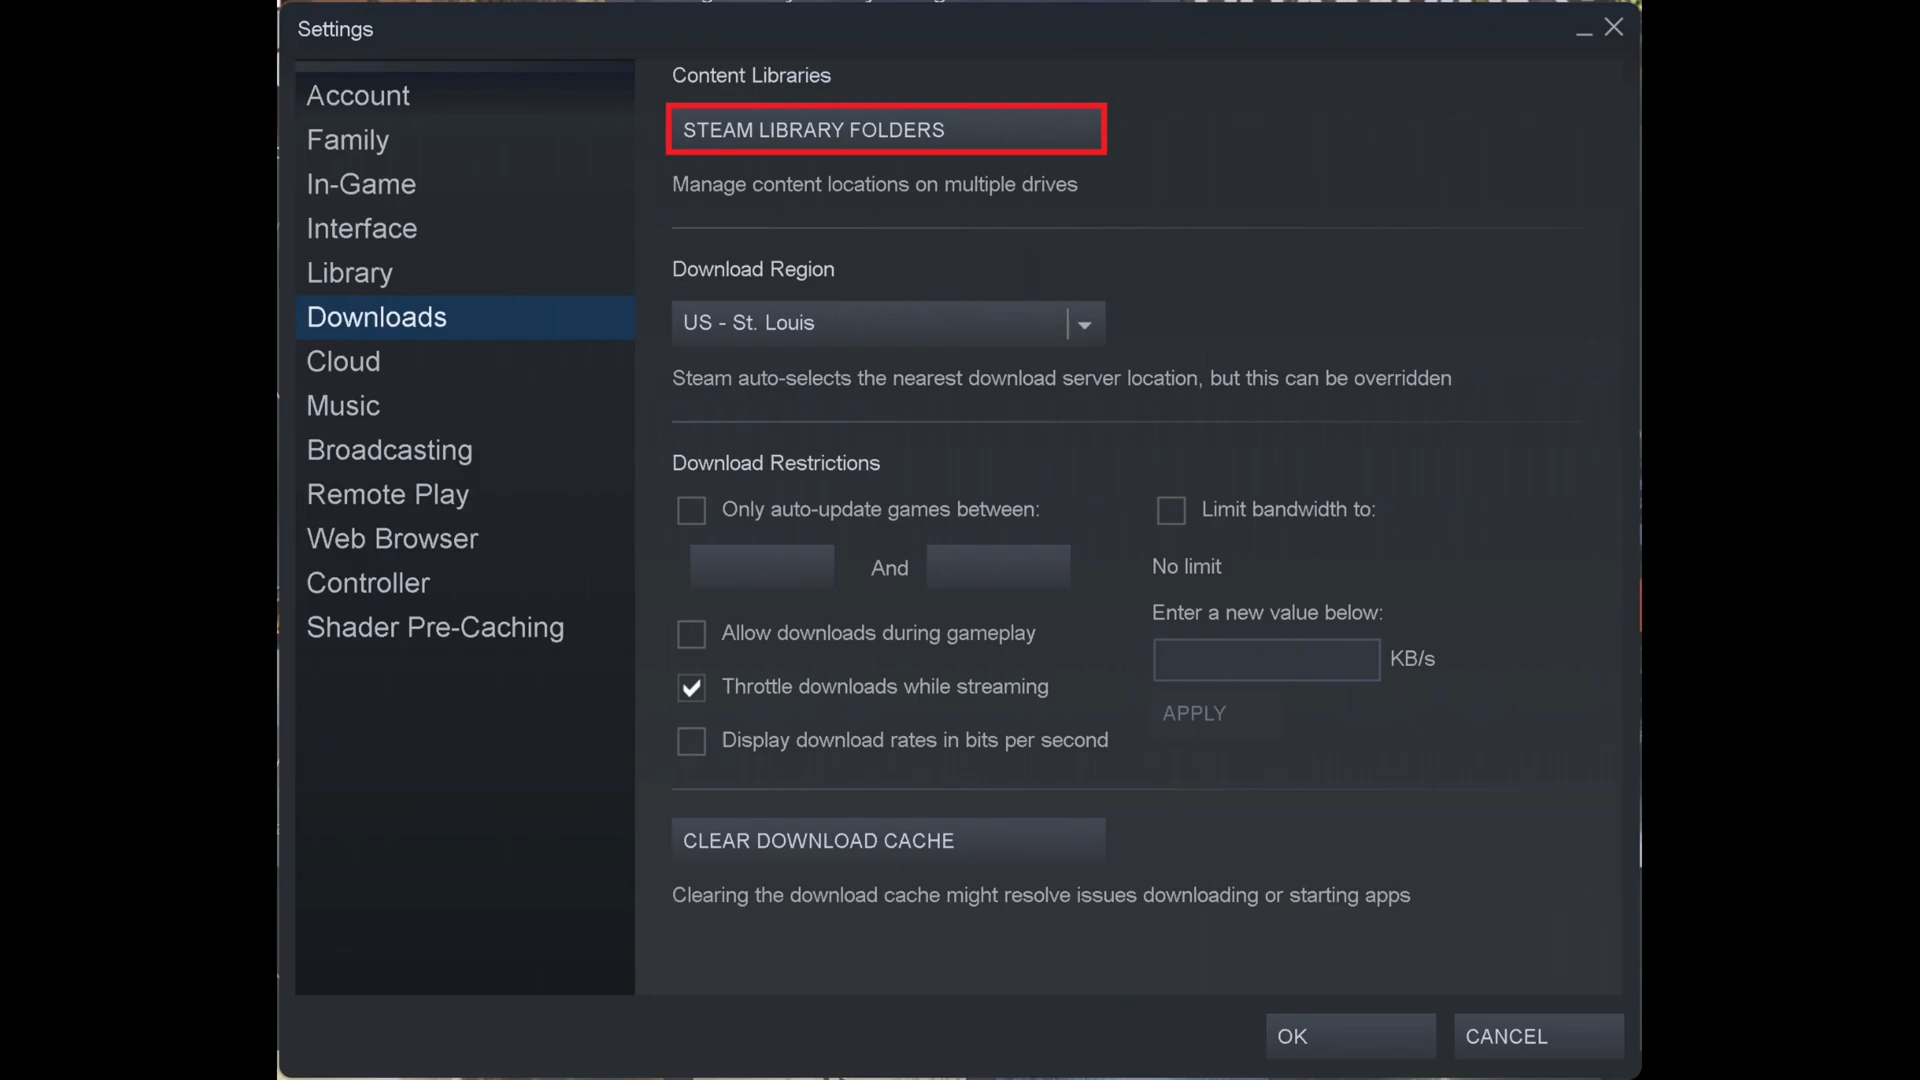 Settings
Account
Family
In-Game
Interface
Library
Downloads
Cloud
Music
Broadcasting
Remote Play
Web Browser
Controller
Shader Pre-Caching
Content Libraries
STEAM LIBRARY FOLDERS
Manage content locations on multiple drives
Download Region
US - St. Louis
Steam auto-selects the nearest download server location, but this can be overridden
Download Restrictions
Only auto-update games between:
And
Allow downloads during gameplay
Throttle downloads while streaming
Display download rates in bits per second
Limit bandwidth to:
No limit
Enter a new value below:
KB/s
APPLY
CLEAR DOWNLOAD CACHE
Clearing the download cache might resolve issues downloading or starting apps
OK
CANCEL